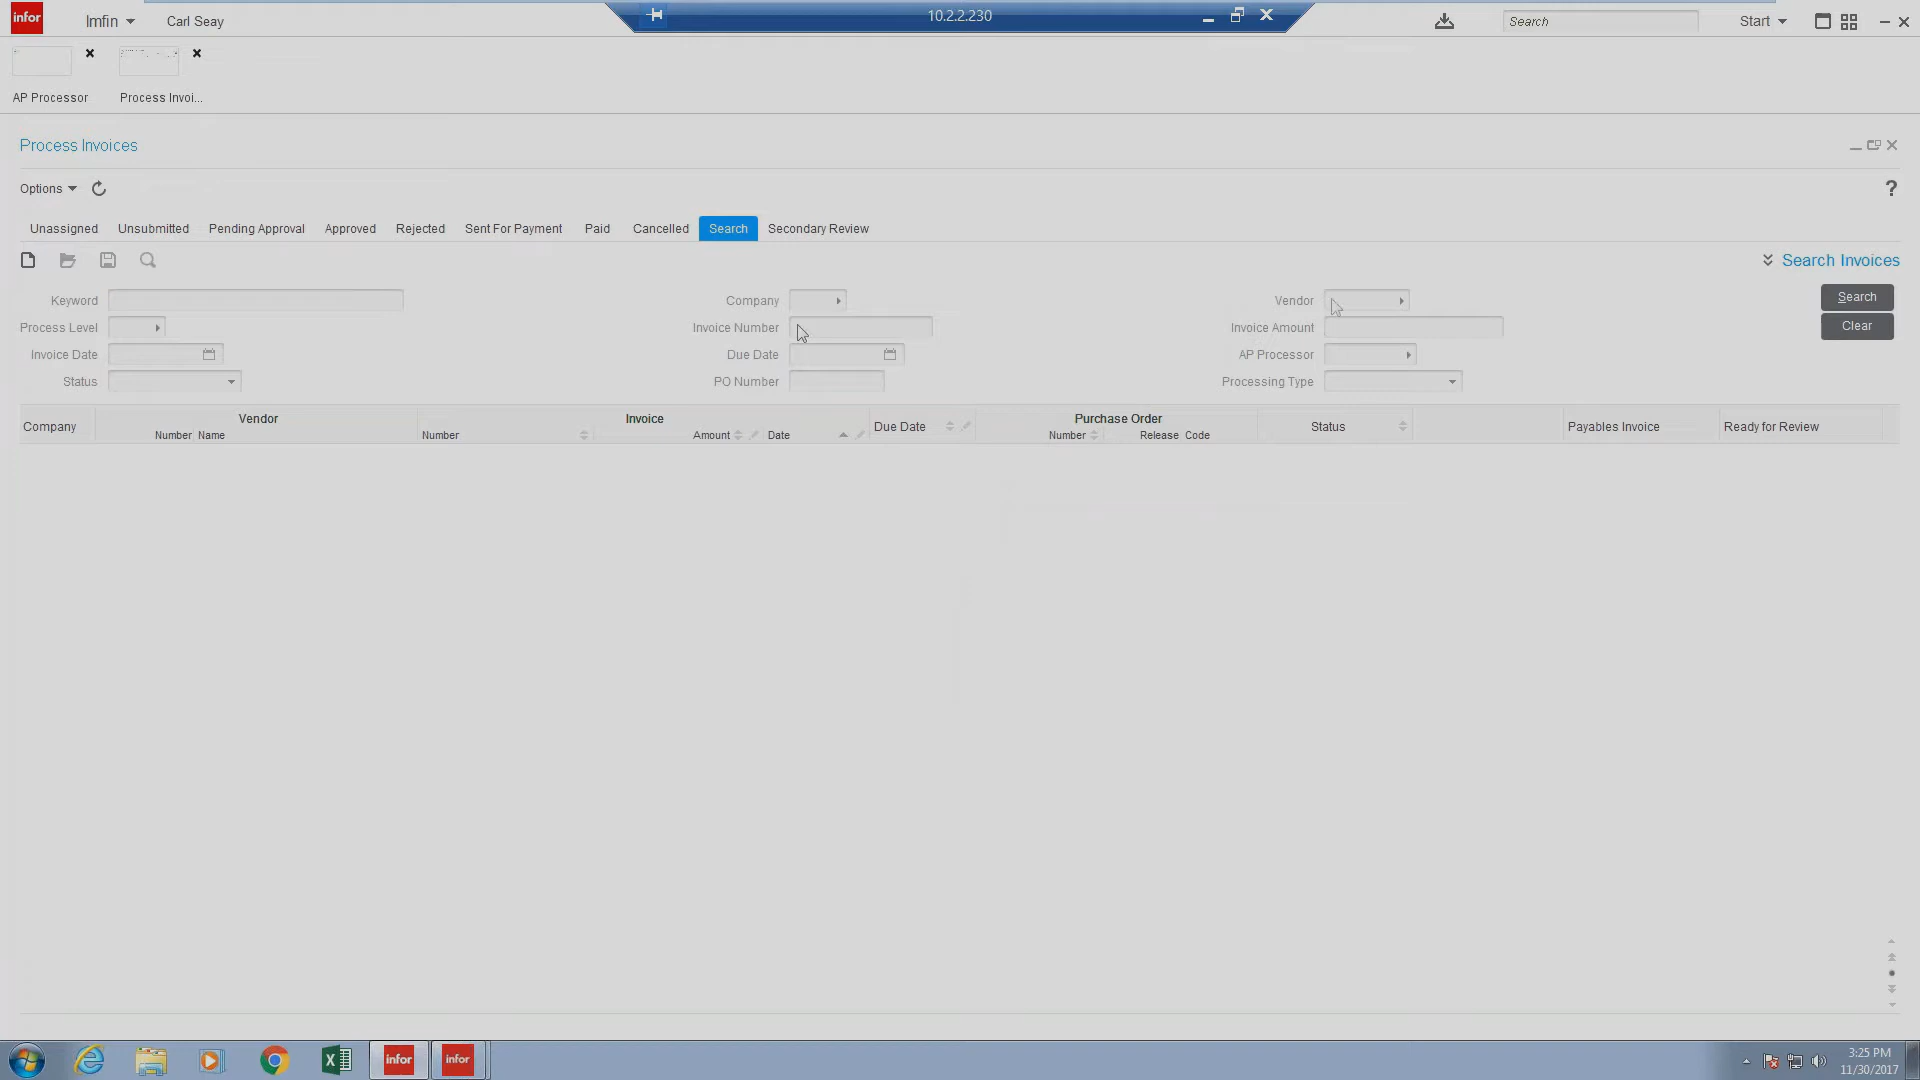 infor
Imfin
Carl Seay
10.2.2.230
Search
Start
AP Processor
Process Invoi...
Process Invoices
Options
?
Unassigned
Unsubmitted
Pending Approval
Approved
Rejected
Sent For Payment
Paid
Cancelled
Search
Secondary Review
Search Invoices
Keyword
Company
Vendor
Search
Process Level
Invoice Number
Invoice Amount
Clear
Invoice Date
Due Date
AP Processor
Status
PO Number
Processing Type
Company
Vendor
Number Name
Invoice
Number
Amount
Date
Due Date
Purchase Order
Number
Release Code
Status
Payables Invoice
Ready for Review
infor
infor
3:25 PM
11/30/2017